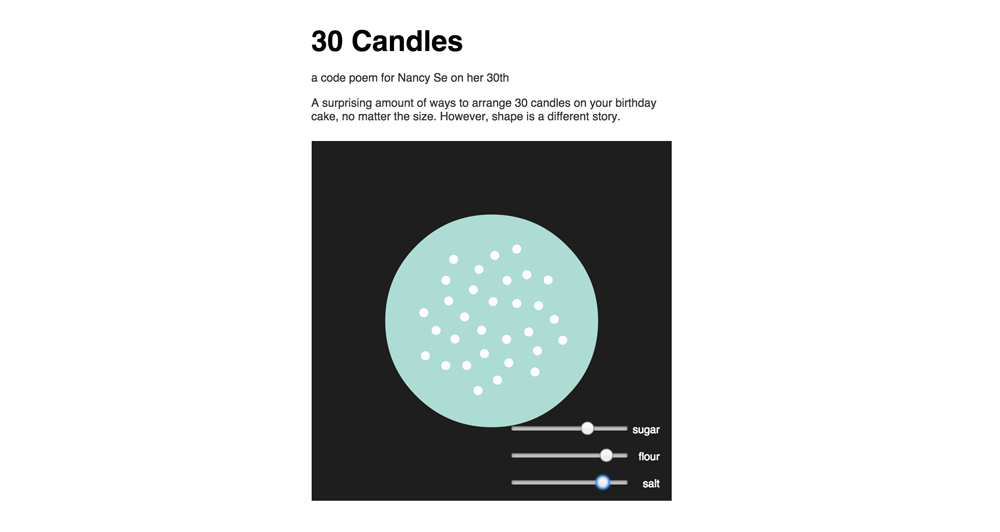 30 Candles
a code poem for Nancy Se on her 30th
A surprising amount of ways to arrange 30 candles on your birthday
cake, no matter the size. However, shape is a different story.
sugar
flour
salt